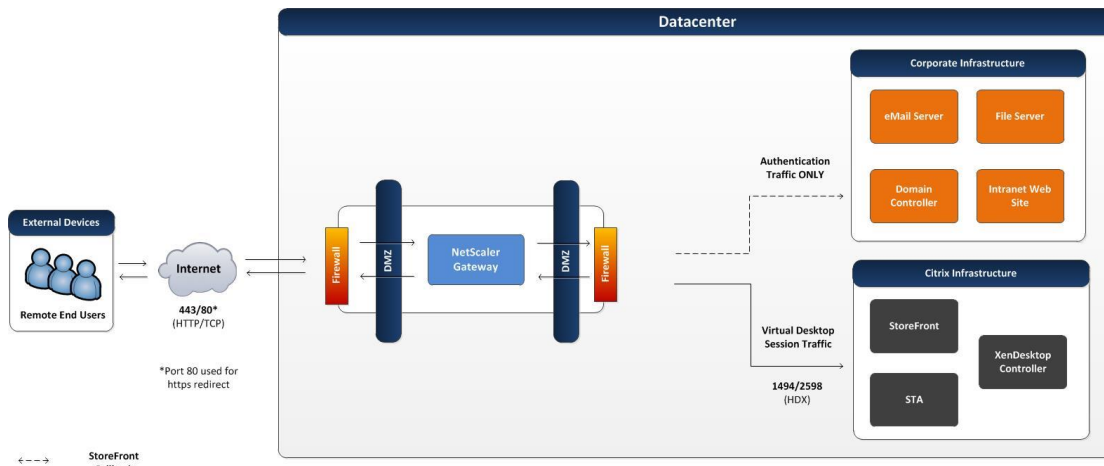 Datacenter
Corporate Infrastructure
eMail Server
File Server
Domain
Controller
Intranet Web
Site
Authentication
Traffic ONLY
External Devices
Remote End Users
Internet
443/80*
(HTTP/TCP)
*Port 80 used for
https redirect
Firewall
DMZ
NetScaler
Gateway
DMZ
Firewall
Citrix Infrastructure
StoreFront
XenDesktop
Controller
STA
Virtual Desktop
Session Traffic
1494/2598
(HDX)
StoreFront